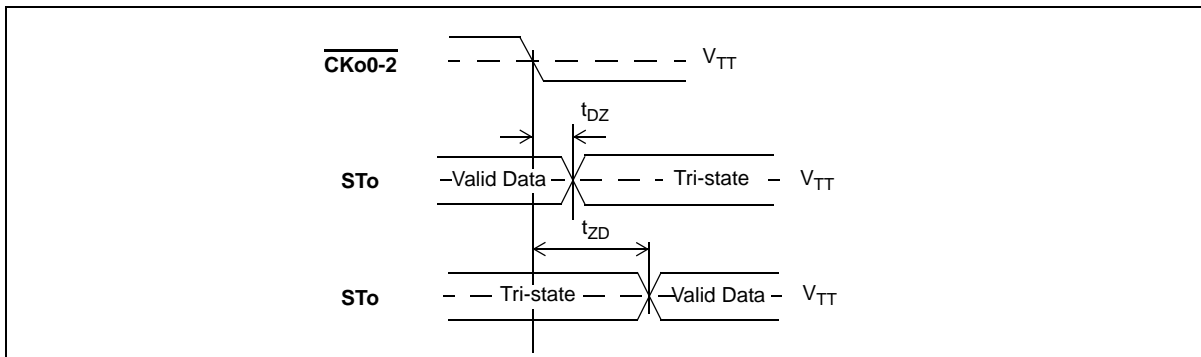 CKo0-2
V_TT
t_DZ
STo
Valid Data
Tri-state
V_TT
t_ZD
STo
Tri-state
Valid Data
V_TT